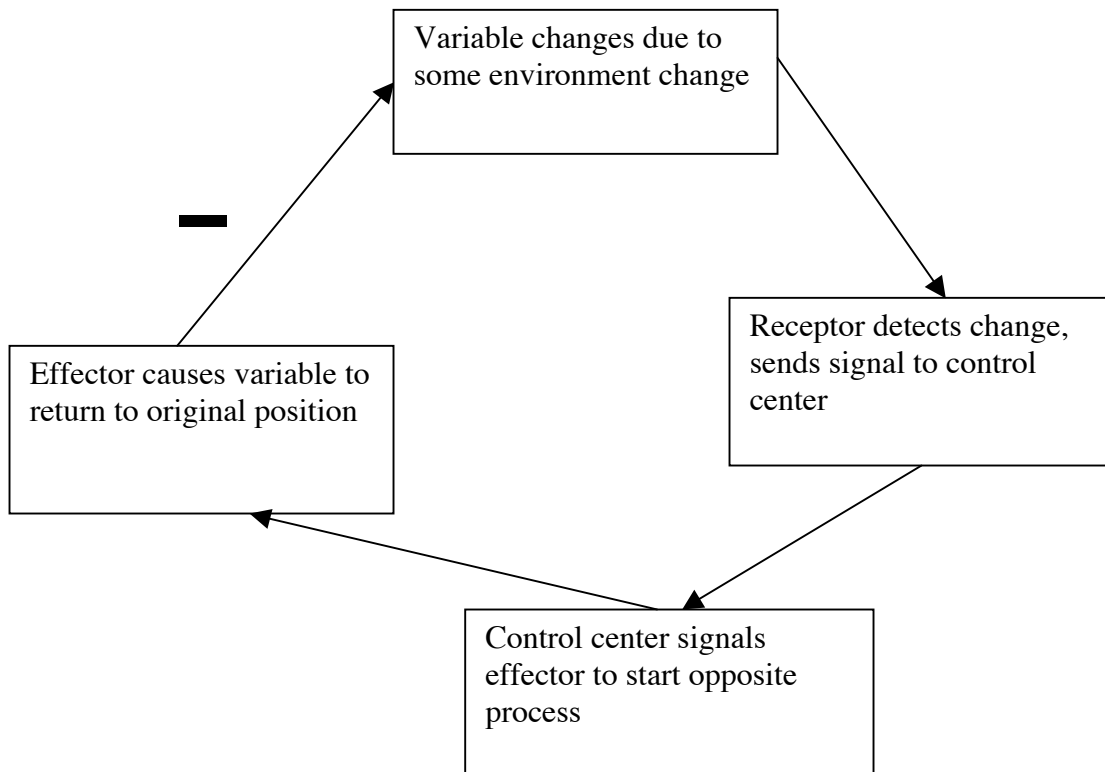 Variable changes due to
some environment change
Receptor detects change,
sends signal to control
center
Effector causes variable to
return to original position
Control center signals
effector to start opposite
process